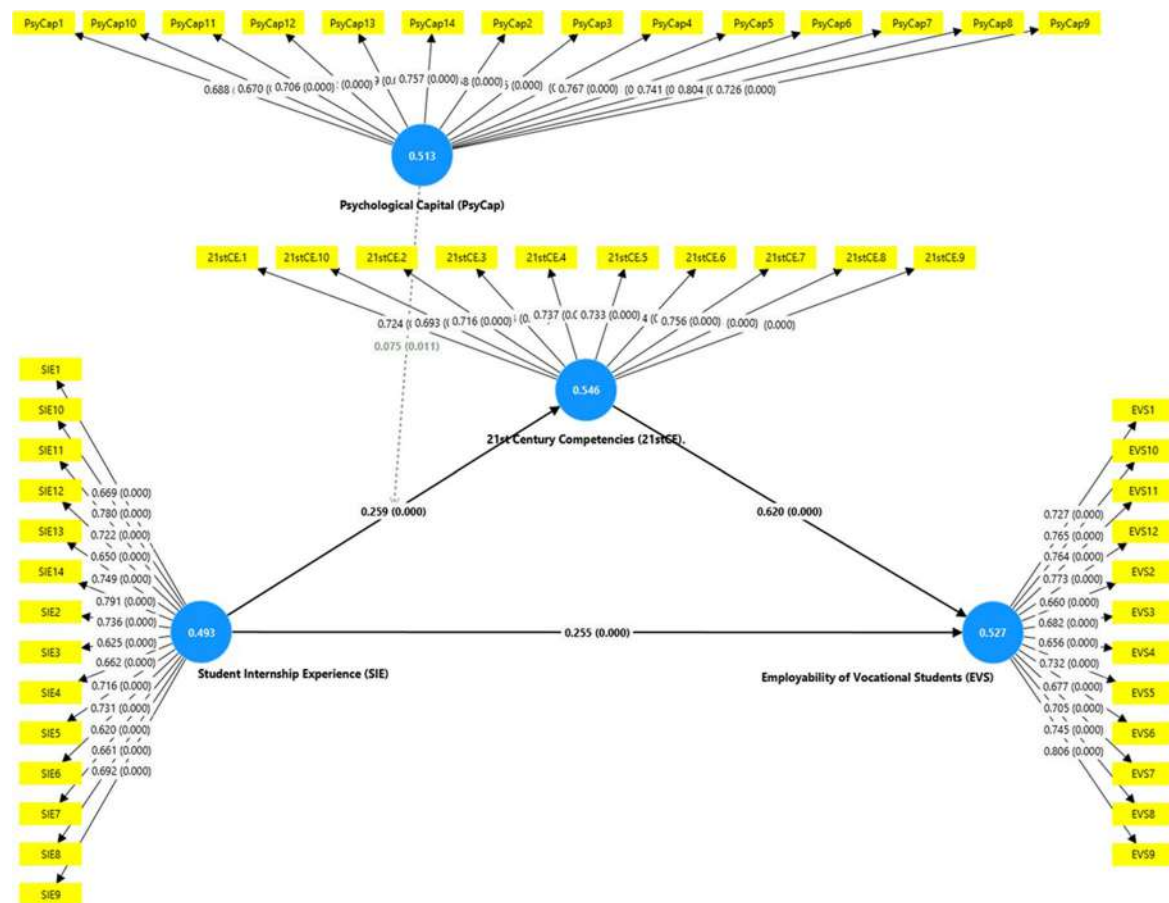 PsyCap1 PsyCap10 PsyCap11 PsyCap12 PsyCap13 PsyCap14 PsyCap2 PsyCap3 PsyCap4 PsyCap5 PsyCap6 PsyCap7 PsyCap8 PsyCap9
0.688 0.670 0.706 (0.000) (0.000) 0.757 (0.000) (0.000) (0.000) 0.767 (0.000) 0.741 0.804 0.726 (0.000)
0.513
Psychological Capital (PsyCap)
21stCE.1 21stCE.10 21stCE.2 21stCE.3 21stCE.4 21stCE.5 21stCE.6 21stCE.7 21stCE.8 21stCE.9
0.724 0.693 0.716 (0.000) 0.737 0.733 (0.000) 0.756 (0.000) (0.000) (0.000)
0.075 (0.011)
0.546
21st Century Competencies (21stCE).
SIE1
SIE10
SIE11
SIE12
SIE13
SIE14
SIE2
SIE3
SIE4
SIE5
SIE6
SIE7
SIE8
SIE9
0.669 (0.000)
0.780 (0.000)
0.722 (0.000)
0.650 (0.000)
0.749 (0.000)
0.791 (0.000)
0.736 (0.000)
0.625 (0.000)
0.662 (0.000)
0.716 (0.000)
0.731 (0.000)
0.620 (0.000)
0.661 (0.000)
0.692 (0.000)
0.493
Student Internship Experience (SIE)
0.259 (0.000)
0.620 (0.000)
0.255 (0.000)
0.527
Employability of Vocational Students (EVS)
0.727 (0.000)
0.765 (0.000)
0.764 (0.000)
0.773 (0.000)
0.660 (0.000)
0.682 (0.000)
0.656 (0.000)
0.732 (0.000)
0.677 (0.000)
0.705 (0.000)
0.745 (0.000)
0.806 (0.000)
EVS1
EVS10
EVS11
EVS12
EVS2
EVS3
EVS4
EVS5
EVS6
EVS7
EVS8
EVS9